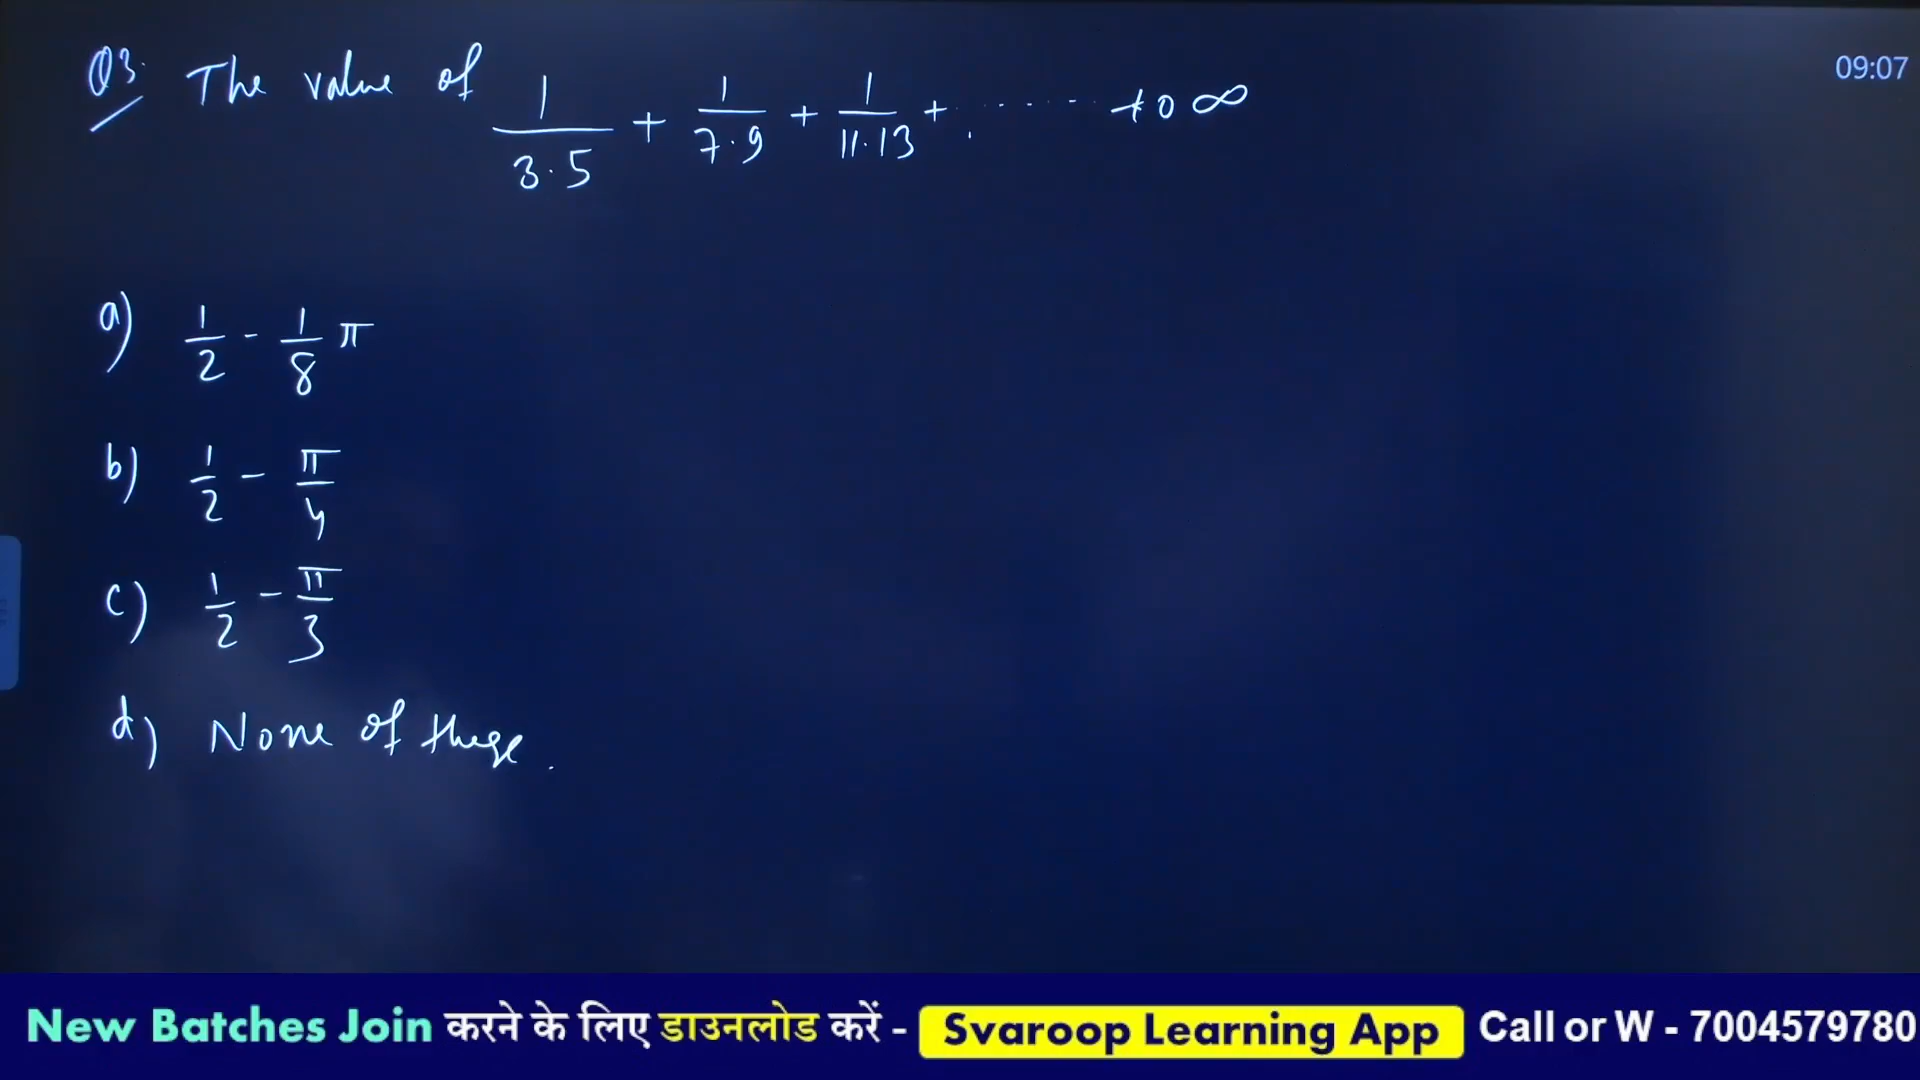 Q3. The value of 1/3·5 + 1/7·9 + 1/11·13 + ....... to ∞
09:07
a) 1/2 - 1/8 π
b) 1/2 - π/4
c) 1/2 - π/3
d) None of these.
New Batches Join करने के लिए डाउनलोड करें - Svaroop Learning App Call or W - 7004579780